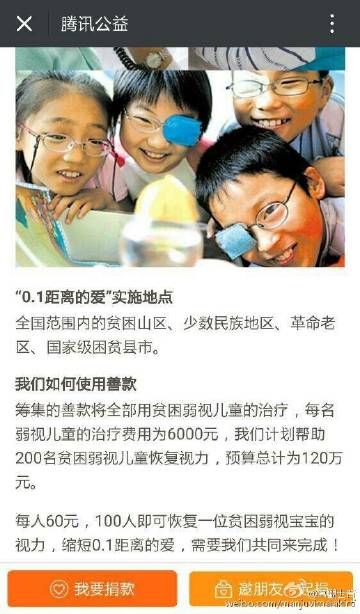 腾讯公益
“0.1距离的爱”实施地点
全国范围内的贫困山区、少数民族地区、革命老
区、国家级困贫县市。
我们如何使用善款
筹集的善款将全部用贫困弱视儿童的治疗，每名
弱视儿童的治疗费用为6000元，我们计划帮助
200名贫困弱视儿童恢复视力，预算总计为120万
元。
每人60元，100人即可恢复一位贫困弱视宝宝的
视力，缩短0.1距离的爱，需要我们共同来完成！
我要捐款
邀朋友
起捐